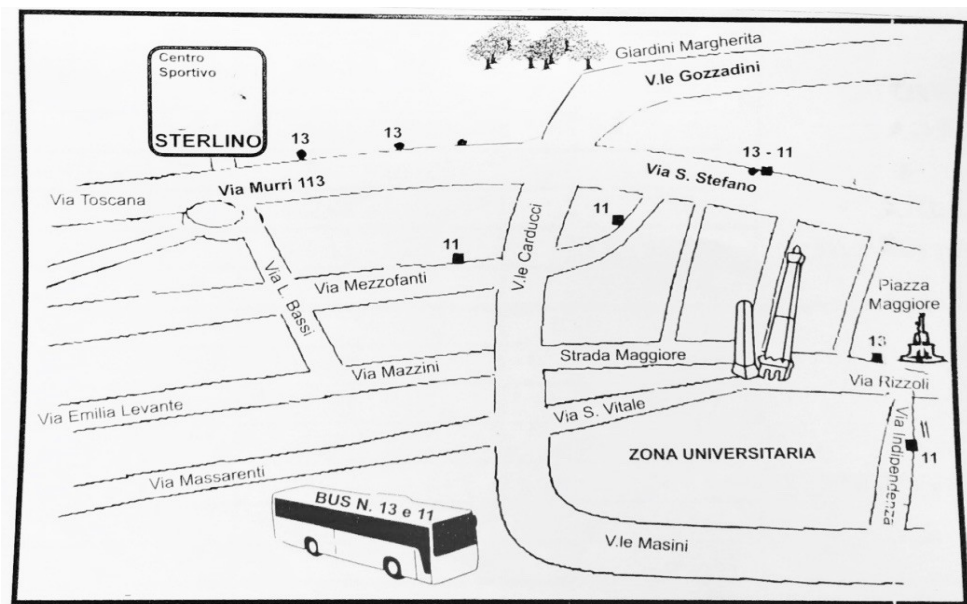 Giardini Margherita
V.le Gozzadini
Centro
Sportivo
STERLINO
13
13
13 - 11
Via Toscana
Via Murri 113
Via S. Stefano
11
11
V.le Carducci
Via L. Bassi
Via Mezzofanti
Piazza
Maggiore
13
Strada Maggiore
Via Mazzini
Via Rizzoli
Via Emilia Levante
Via S. Vitale
Via Indipendenza
11
ZONA UNIVERSITARIA
Via Massarenti
BUS N. 13 e 11
V.le Masini